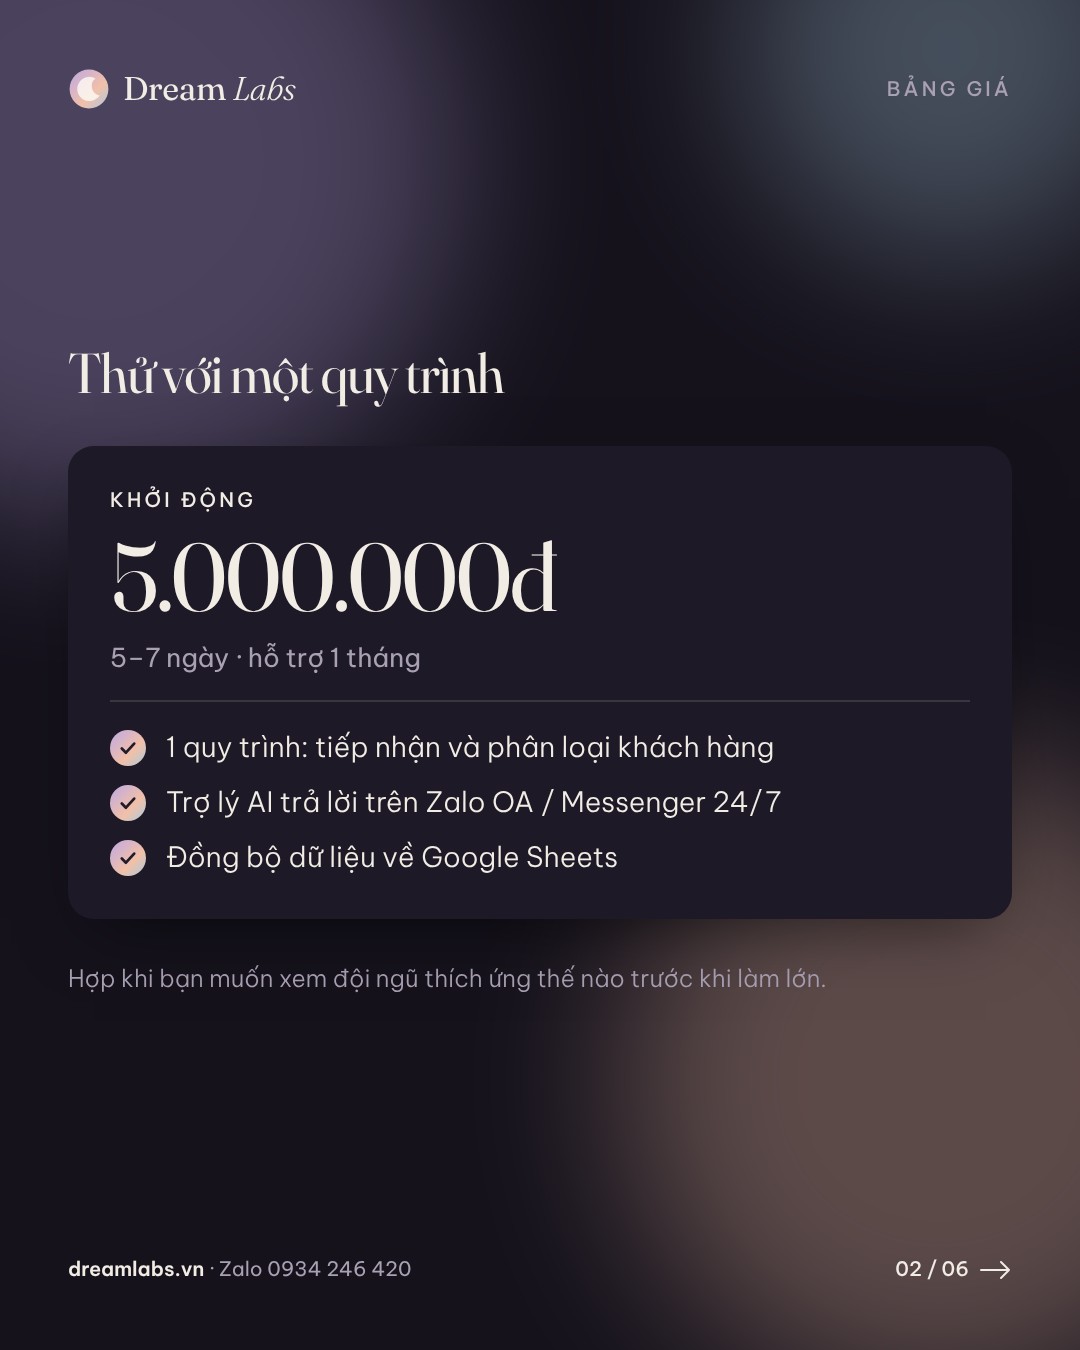 Dream Labs
BẢNG GIÁ
Thử với một quy trình
KHỞI ĐỘNG
5.000.000đ
5–7 ngày · hỗ trợ 1 tháng
1 quy trình: tiếp nhận và phân loại khách hàng
Trợ lý AI trả lời trên Zalo OA / Messenger 24/7
Đồng bộ dữ liệu về Google Sheets
Hợp khi bạn muốn xem đội ngũ thích ứng thế nào trước khi làm lớn.
dreamlabs.vn · Zalo 0934 246 420
02 / 06 →